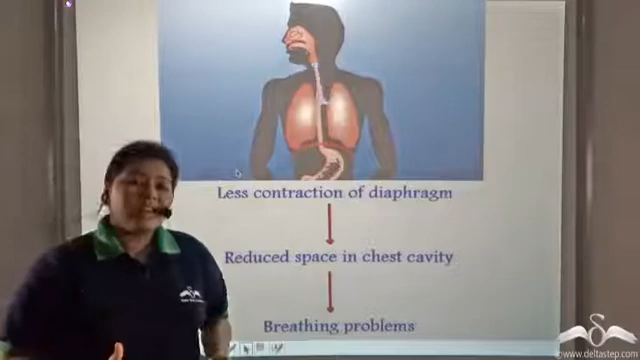 Less contraction of diaphragm
Reduced space in chest cavity
Breathing problems
©www.deltastep.com